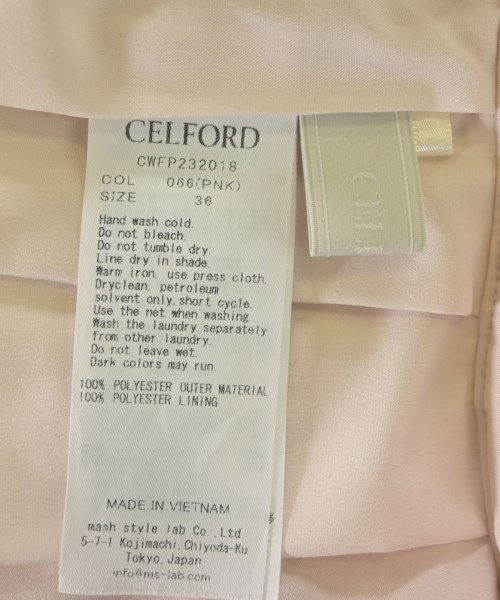 CELFORD
CWFP232018
COL 066(PNK)
SIZE 36
Hand wash cold.
Do not bleach.
Do not tumble dry.
Line dry in shade.
Warm iron, use press cloth.
Dryclean, petroleum
solvent only, short cycle.
Use the net when washing.
Wash the laundry separately
from other laundry.
Do not leave wet.
Dark colors may run.
100% POLYESTER OUTER MATERIAL
100% POLYESTER LINING
MADE IN VIETNAM
mash style lab Co.,Ltd.
5-7-1 Kojimachi,Chiyoda-Ku
Tokyo,Japan
info@ms-lab.com